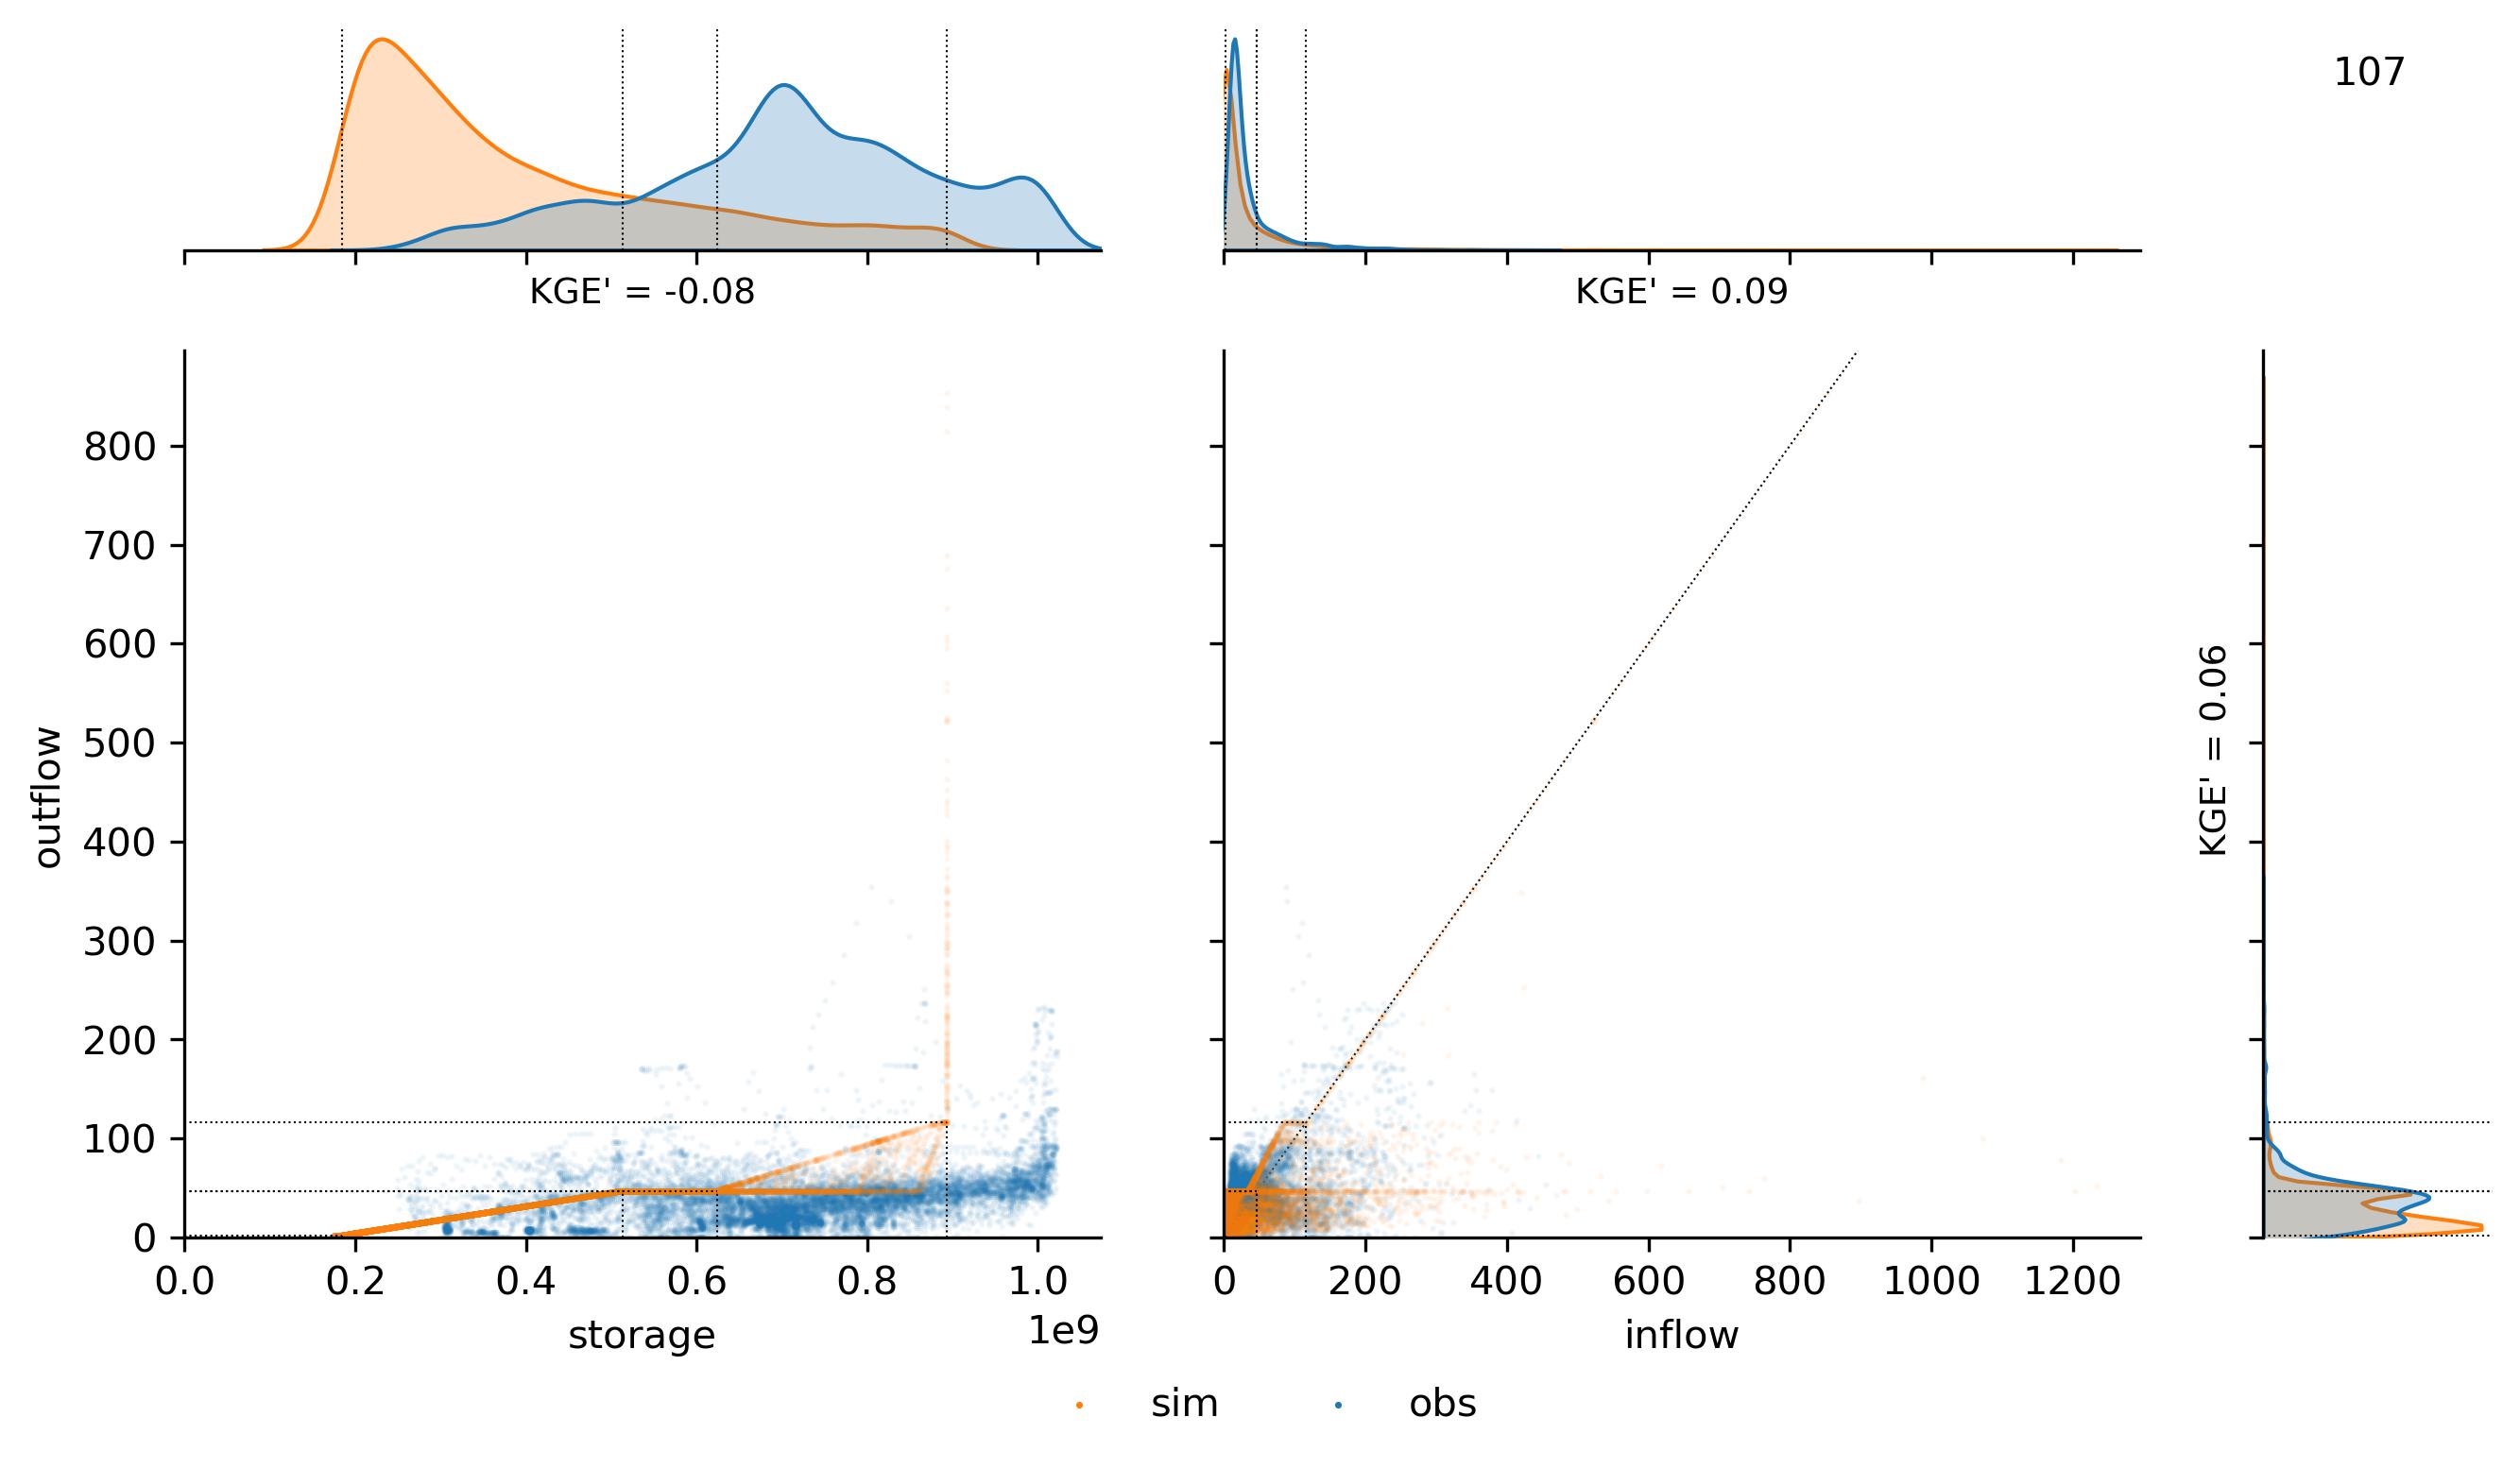 107
KGE' = -0.08
KGE' = 0.09
outflow
800
700
600
500
400
300
200
100
0
KGE' = 0.06
0.0 0.2 0.4 0.6 0.8 1.0
1e9
storage
0 200 400 600 800 1000 1200
inflow
sim obs